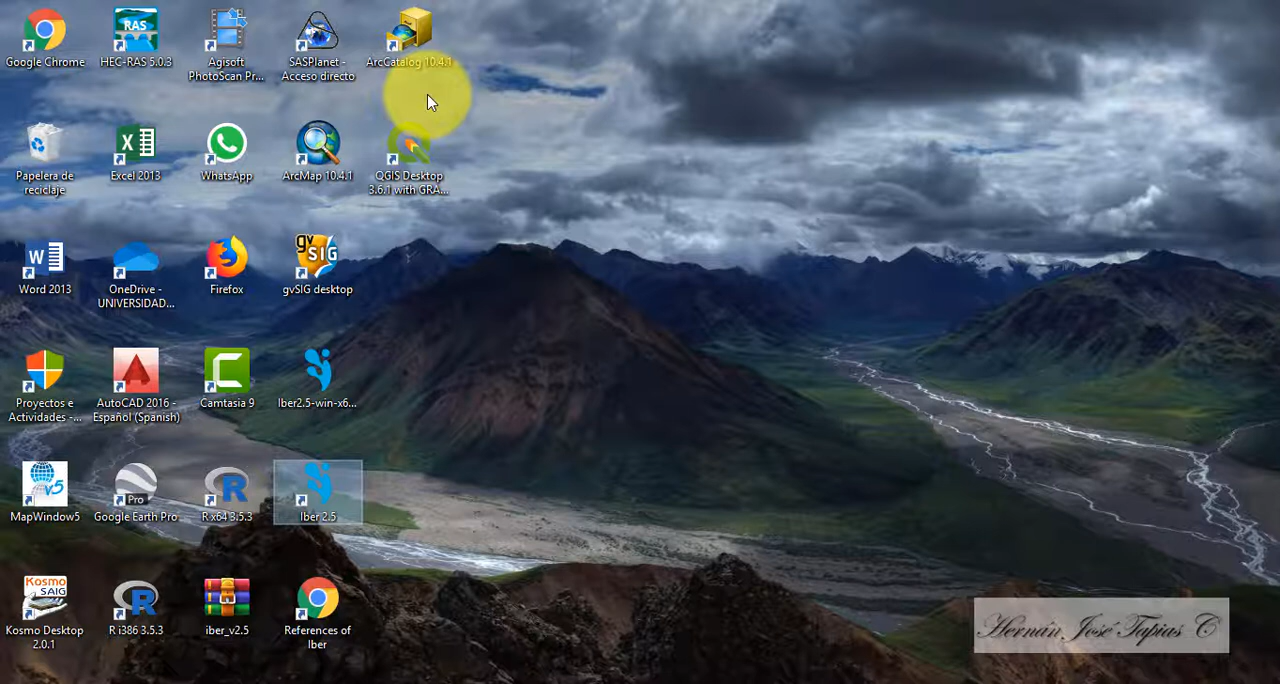 Google Chrome
HEC-RAS 5.0.3
Agisoft
PhotoScan Pr...
SASPlanet -
Acceso directo
ArcCatalog 10.4.1
RAS
Papelera de
reciclaje
Excel 2013
WhatsApp
ArcMap 10.4.1
QGIS Desktop
3.6.1 with GRA...
Word 2013
OneDrive -
UNIVERSIDAD...
Firefox
gv
SIG
gvSIG desktop
Proyectos e
Actividades -...
AutoCAD 2016 -
Español (Spanish)
Camtasia 9
Iber2.5-win-x6...
v5
MapWindow5
Pro
Google Earth Pro
R x64 3.5.3
Iber 2.5
Kosmo
SAIG
Kosmo Desktop
2.0.1
R i386 3.5.3
iber_v2.5
References of
Iber
Hernán José Tapias C